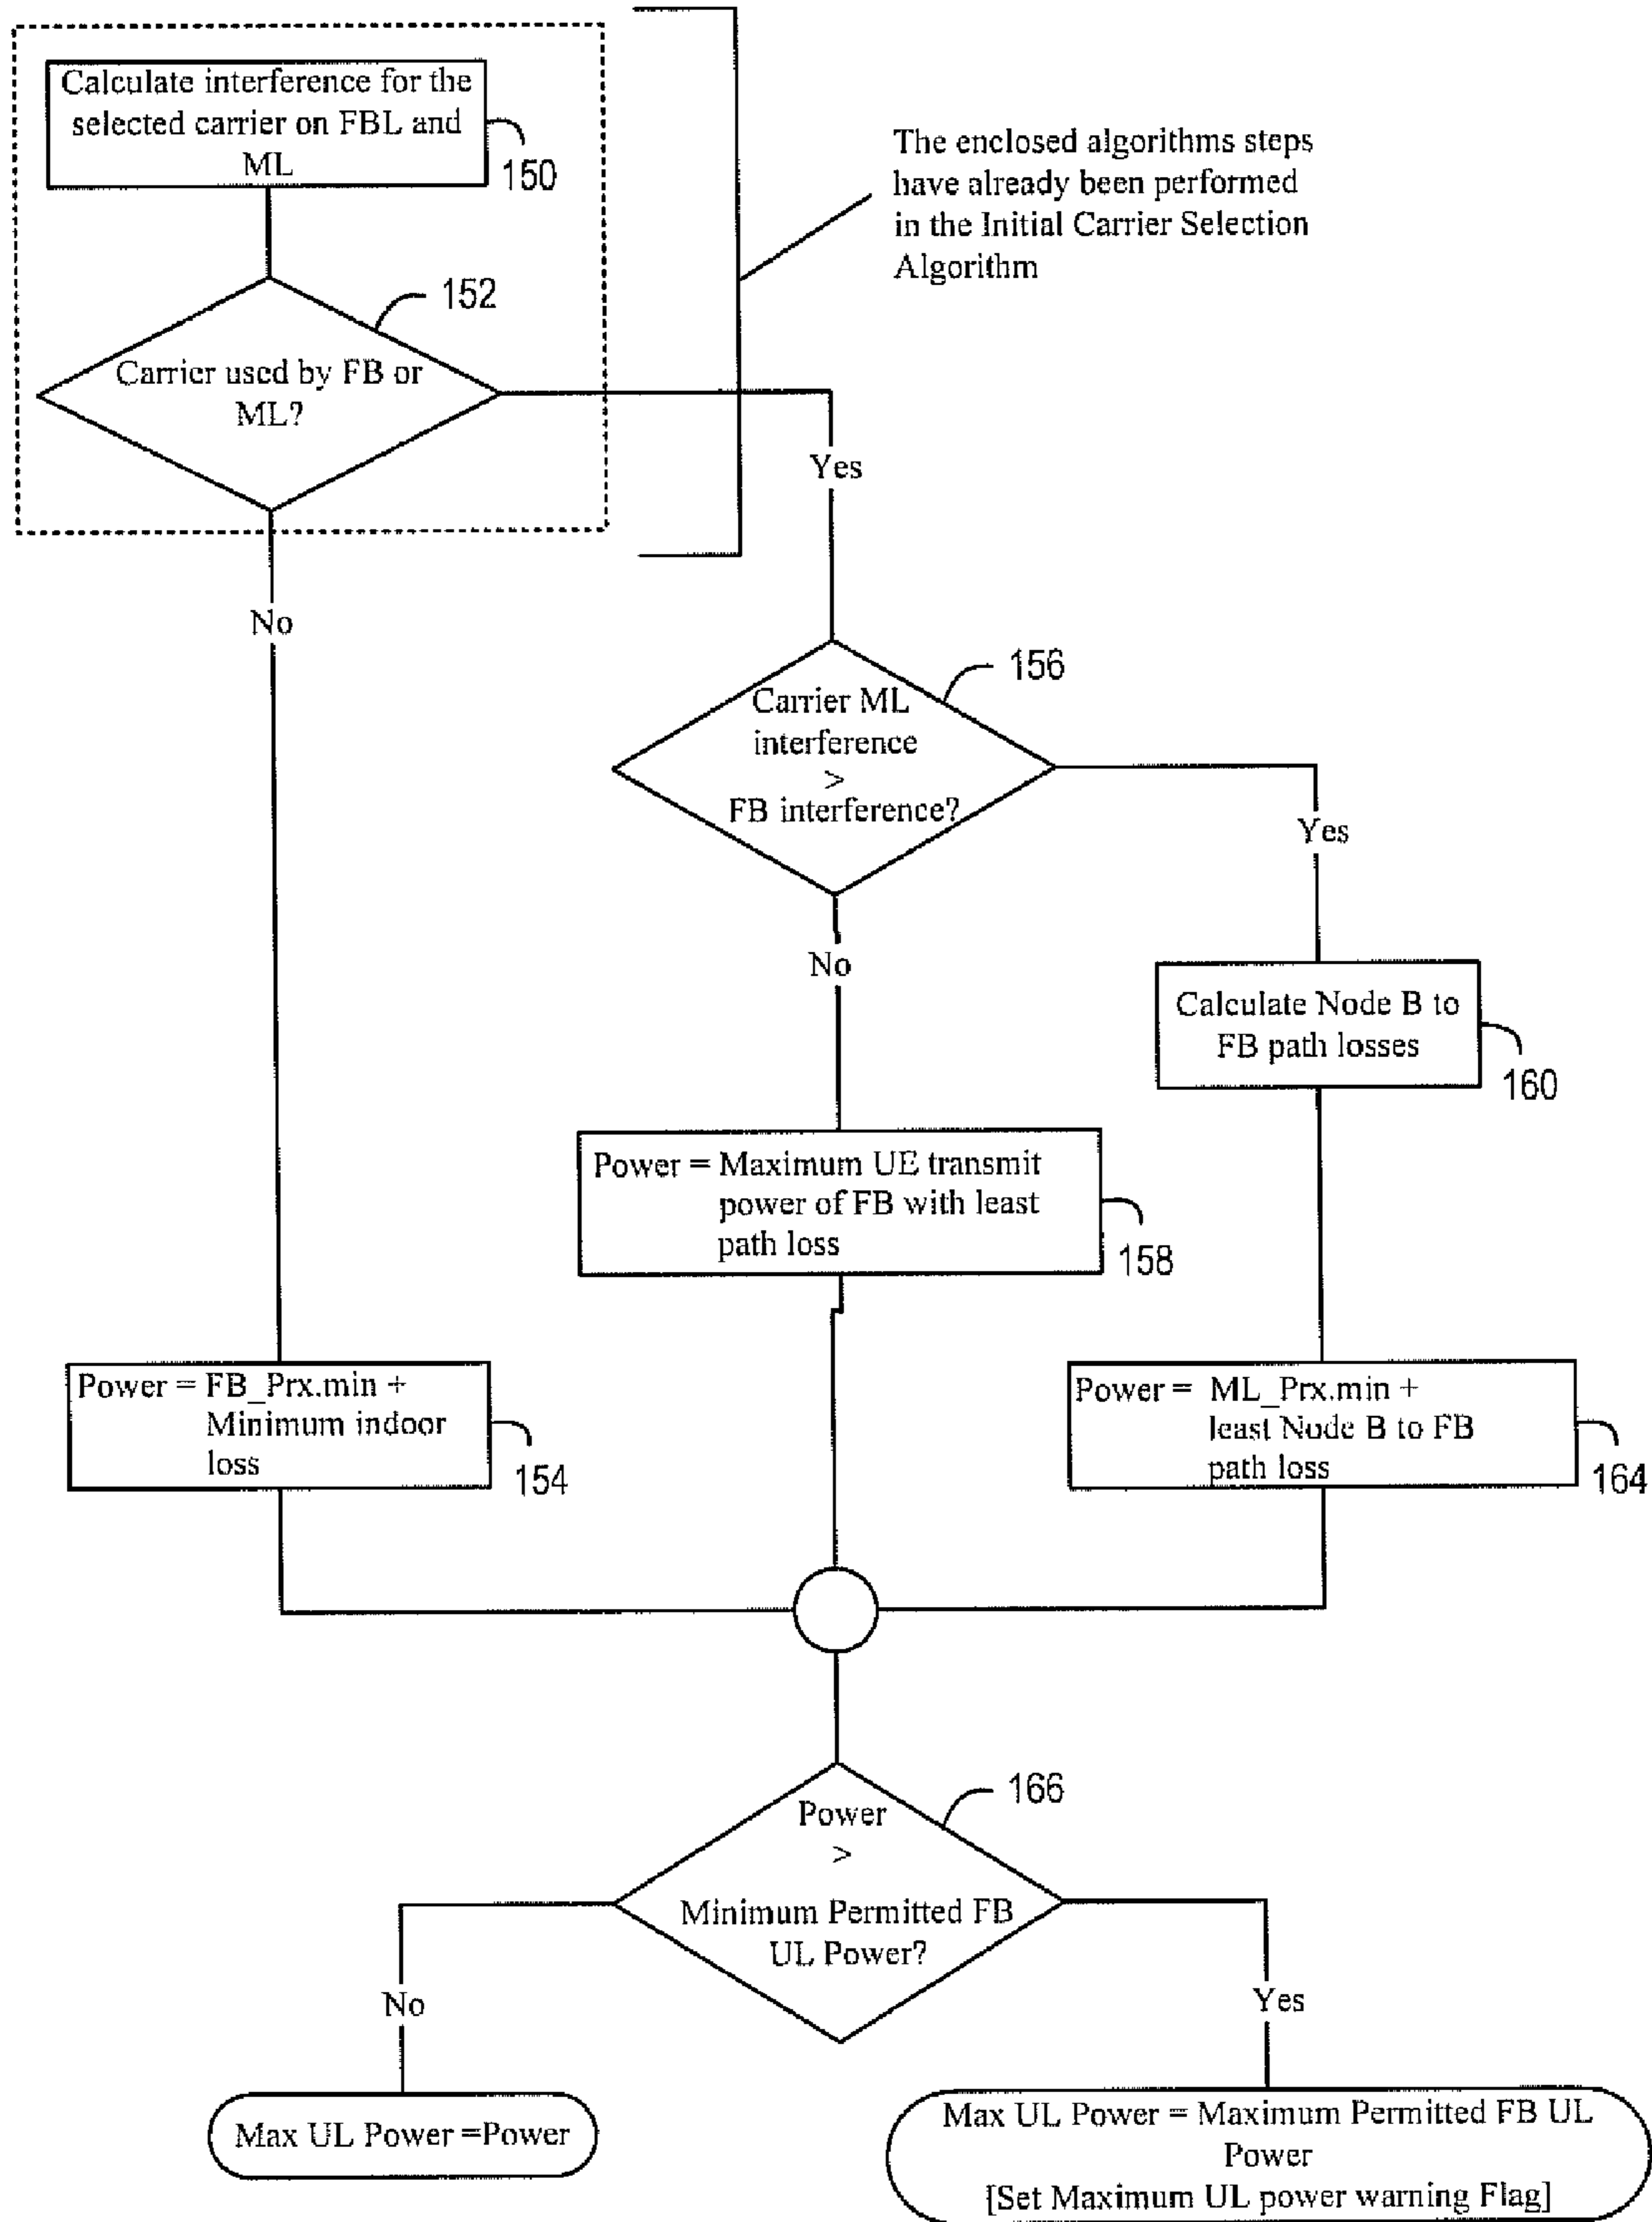 Calculate interference for the
selected carrier on FBL and
ML
150
The enclosed algorithms steps
have already been performed
in the Initial Carrier Selection
Algorithm
152
Carrier used by FB or
ML?
Yes
No
156
Carrier ML
interference
>
FB interference?
Yes
No
Calculate Node B to
FB path losses
160
Power = Maximum UE transmit
power of FB with least
path loss
158
Power = FB_Prx.min +
Minimum indoor
loss
154
Power = ML_Prx.min +
least Node B to FB
path loss
164
166
Power
>
Minimum Permitted FB
UL Power?
No
Yes
Max UL Power =Power
Max UL Power = Maximum Permitted FB UL
Power
[Set Maximum UL power warning Flag]